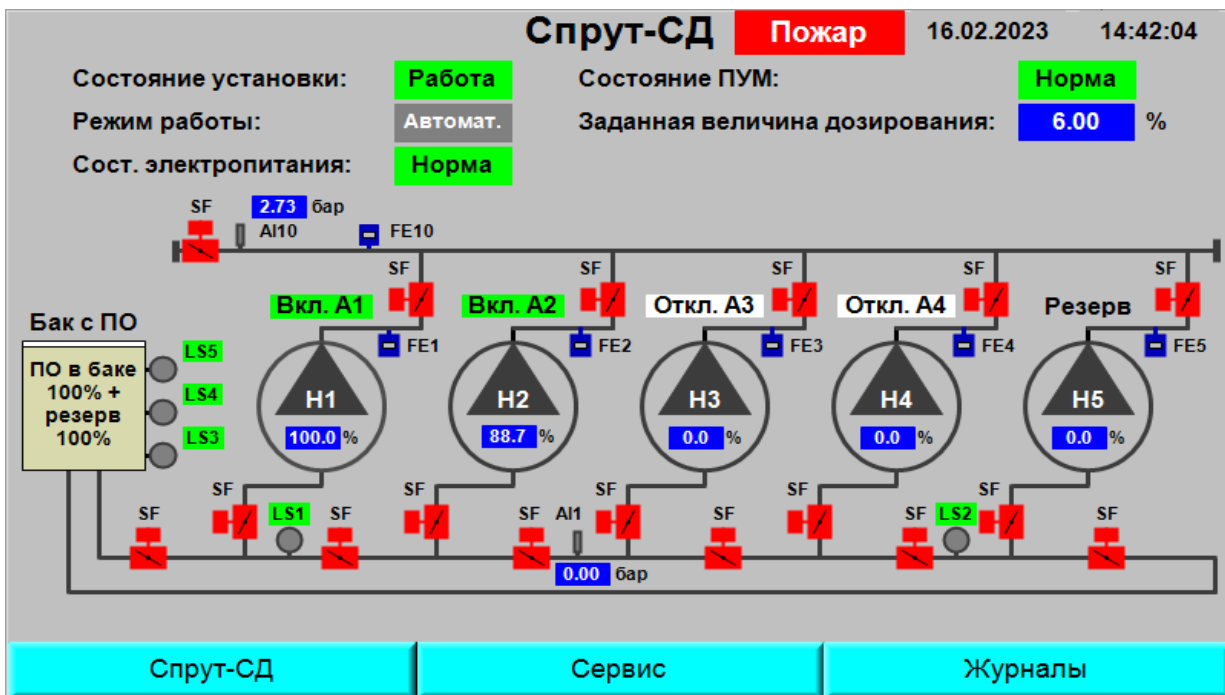 Спрут-СД Пожар 16.02.2023 14:42:04
Состояние установки: Работа Состояние ПУМ: Норма
Режим работы: Автомат. Заданная величина дозирования: 6.00 %
Сост. электропитания: Норма
SF 2.73 бар
AI10 FE10
SF SF SF SF SF
Вкл. А1 Вкл. А2 Откл. А3 Откл. А4 Резерв
Бак с ПО
FE1 FE2 FE3 FE4 FE5
LS5
ПО в баке
100% +
резерв
100%
LS4
LS3
Н1 Н2 Н3 Н4 Н5
100.0 % 88.7 % 0.0 % 0.0 % 0.0 %
SF SF SF SF SF
SF LS1 SF SF AI1 SF SF LS2 SF
0.00 бар
Спрут-СД Сервис Журналы